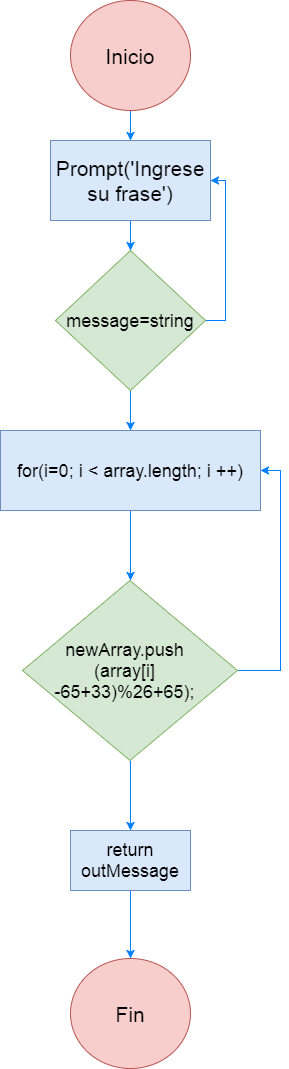 Inicio
Prompt('Ingrese
su frase')
message=string
for(i=0; i < array.length; i ++)
newArray.push
(array[i]
-65+33)%26+65);
return
outMessage
Fin